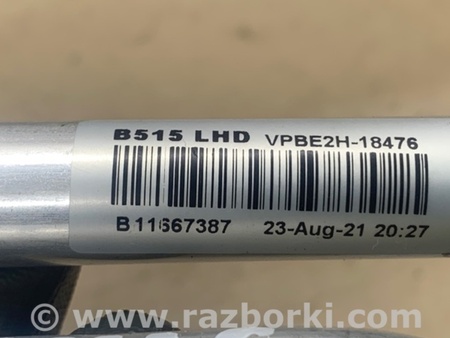 B515 LHD VPBE2H-18476
B11667387 23-Aug-21 20:27
www.razborki.com